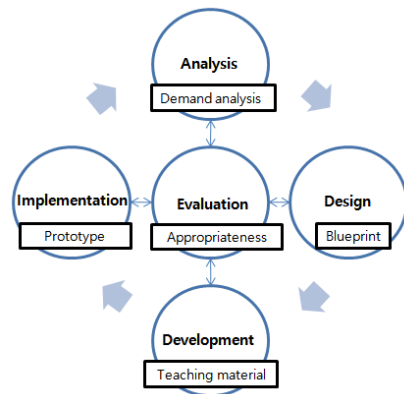 Analysis
Demand analysis
Implementation
Prototype
Evaluation
Appropriateness
Design
Blueprint
Development
Teaching material